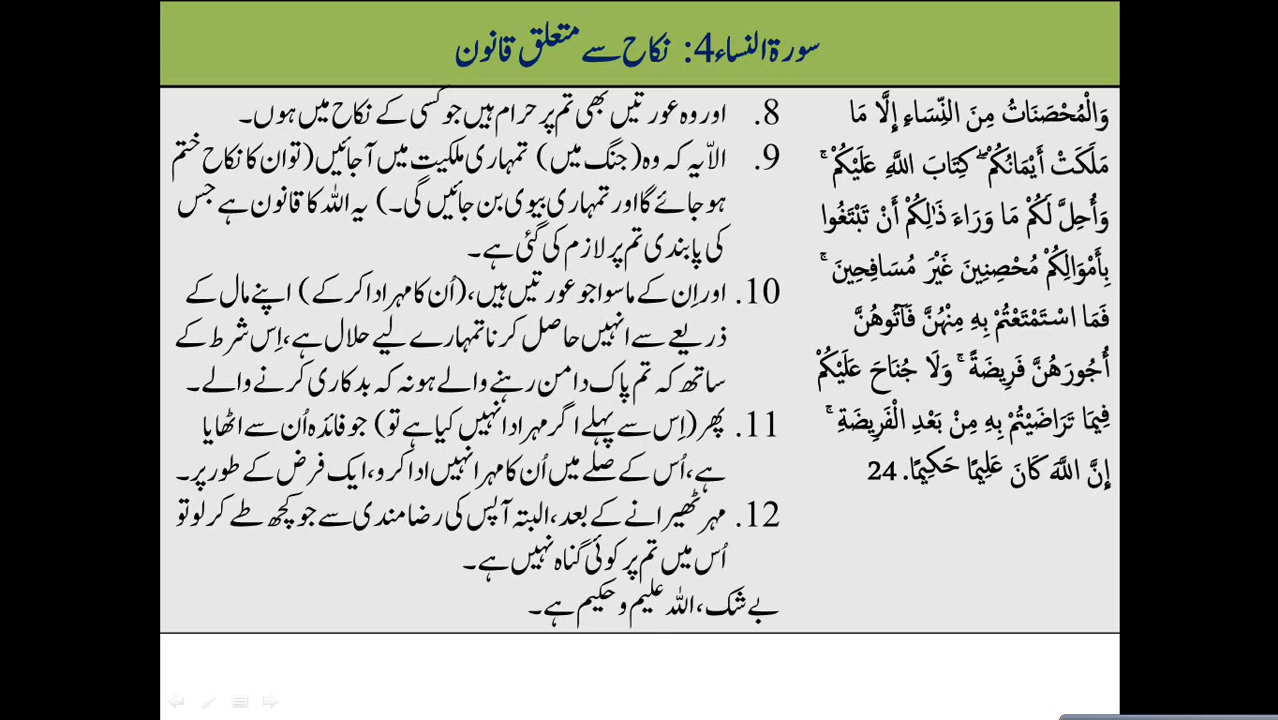 سورۃ النساء 4: نکاح سے متعلق قانون
وَالْمُحْصَنَاتُ مِنَ النِّسَاءِ إِلَّا مَا
مَلَكَتْ أَيْمَانُكُمْ ۖ كِتَابَ اللَّهِ عَلَيْكُمْ ۚ
وَأُحِلَّ لَكُمْ مَا وَرَاءَ ذَٰلِكُمْ أَنْ تَبْتَغُوا
بِأَمْوَالِكُمْ مُحْصِنِينَ غَيْرَ مُسَافِحِينَ ۚ
فَمَا اسْتَمْتَعْتُمْ بِهِ مِنْهُنَّ فَآتُوهُنَّ
أُجُورَهُنَّ فَرِيضَةً ۚ وَلَا جُنَاحَ عَلَيْكُمْ
فِيمَا تَرَاضَيْتُمْ بِهِ مِنْ بَعْدِ الْفَرِيضَةِ ۚ
إِنَّ اللَّهَ كَانَ عَلِيمًا حَكِيمًا. 24
8. اور وہ عورتیں بھی تم پر حرام ہیں جو کسی کے نکاح میں ہوں۔
9. الاّ یہ کہ وہ (جنگ میں) تمہاری ملکیت میں آ جائیں (تو ان کا نکاح ختم
ہو جائے گا اور تمہاری بیوی بن جائیں گی۔) یہ اللہ کا قانون ہے جس
کی پابندی تم پر لازم کی گئی ہے۔
10. اور اِن کے ماسوا جو عورتیں ہیں، (اُن کا مہر ادا کر کے) اپنے مال کے
ذریعے سے انہیں حاصل کرنا تمہارے لیے حلال ہے، اِس شرط کے
ساتھ کہ تم پاک دامن رہنے والے ہو نہ کہ بدکاری کرنے والے۔
11. پھر (اِس سے پہلے اگر مہر ادا نہیں کیا ہے تو) جو فائدہ اُن سے اٹھایا
ہے، اُس کے صلے میں اُن کا مہر انہیں ادا کرو، ایک فرض کے طور پر۔
12. مہر ٹھیرانے کے بعد، البتہ آپس کی رضامندی سے جو کچھ طے کر لو تو
اُس میں تم پر کوئی گناہ نہیں ہے۔
بے شک، اللہ علیم و حکیم ہے۔